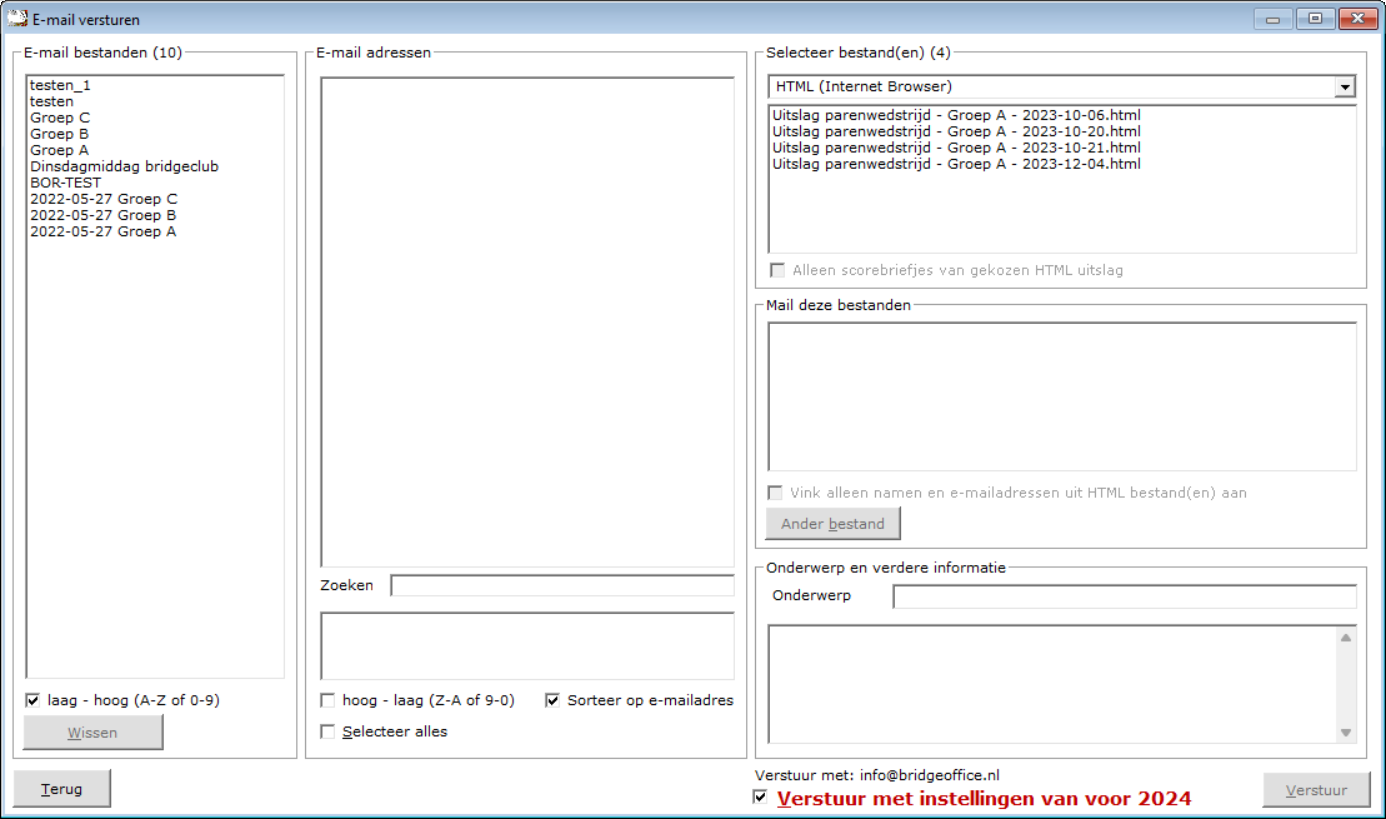 E-mail versturen
E-mail bestanden (10)
testen_1
testen
Groep C
Groep B
Groep A
Dinsdagmiddag bridgeclub
BOR-TEST
2022-05-27 Groep C
2022-05-27 Groep B
2022-05-27 Groep A
laag - hoog (A-Z of 0-9)
Wissen
Terug
E-mail adressen
Zoeken
hoog - laag (Z-A of 9-0)
Sorteer op e-mailadres
Selecteer alles
Selecteer bestand(en) (4)
HTML (Internet Browser)
Uitslag parenwedstrijd - Groep A - 2023-10-06.html
Uitslag parenwedstrijd - Groep A - 2023-10-20.html
Uitslag parenwedstrijd - Groep A - 2023-10-21.html
Uitslag parenwedstrijd - Groep A - 2023-12-04.html
Alleen scorebriefjes van gekozen HTML uitslag
Mail deze bestanden
Vink alleen namen en e-mailadressen uit HTML bestand(en) aan
Ander bestand
Onderwerp en verdere informatie
Onderwerp
Verstuur met: info@bridgeoffice.nl
Verstuur met instellingen van voor 2024
Verstuur